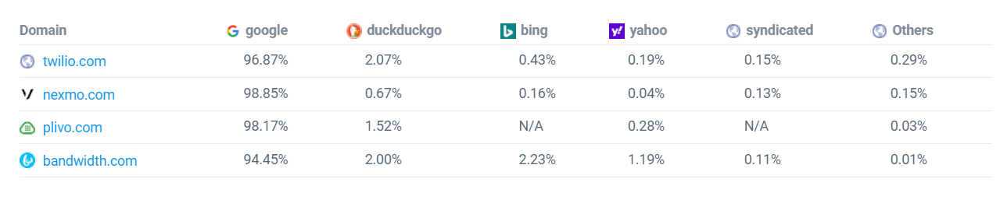 Domain google duckduckgo bing yahoo syndicated Others
twilio.com 96.87% 2.07% 0.43% 0.19% 0.15% 0.29%
nexmo.com 98.85% 0.67% 0.16% 0.04% 0.13% 0.15%
plivo.com 98.17% 1.52% N/A 0.28% N/A 0.03%
bandwidth.com 94.45% 2.00% 2.23% 1.19% 0.11% 0.01%